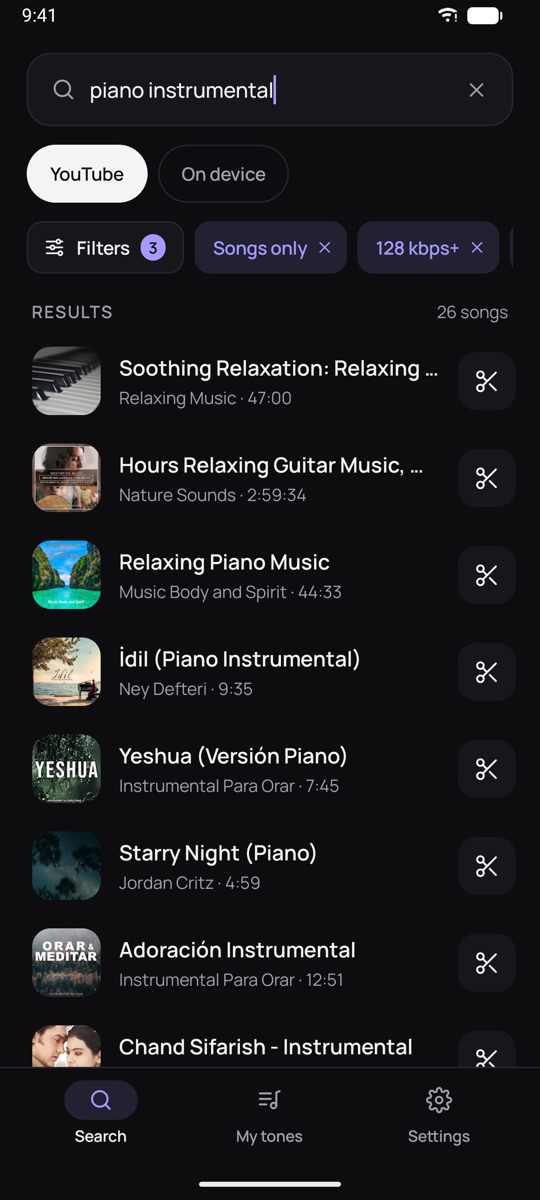 9:41
piano instrumental
YouTube
On device
Filters 3
Songs only
128 kbps+
RESULTS
26 songs
Soothing Relaxation: Relaxing ...
Relaxing Music · 47:00
Hours Relaxing Guitar Music, ...
Nature Sounds · 2:59:34
Relaxing Piano Music
Music Body and Spirit · 44:33
İdil (Piano Instrumental)
Ney Defteri · 9:35
YESHUA
Yeshua (Versión Piano)
Instrumental Para Orar · 7:45
Starry Night (Piano)
Jordan Critz · 4:59
ORAR &
MEDITAR
Adoración Instrumental
Instrumental Para Orar · 12:51
Chand Sifarish - Instrumental
Search
My tones
Settings